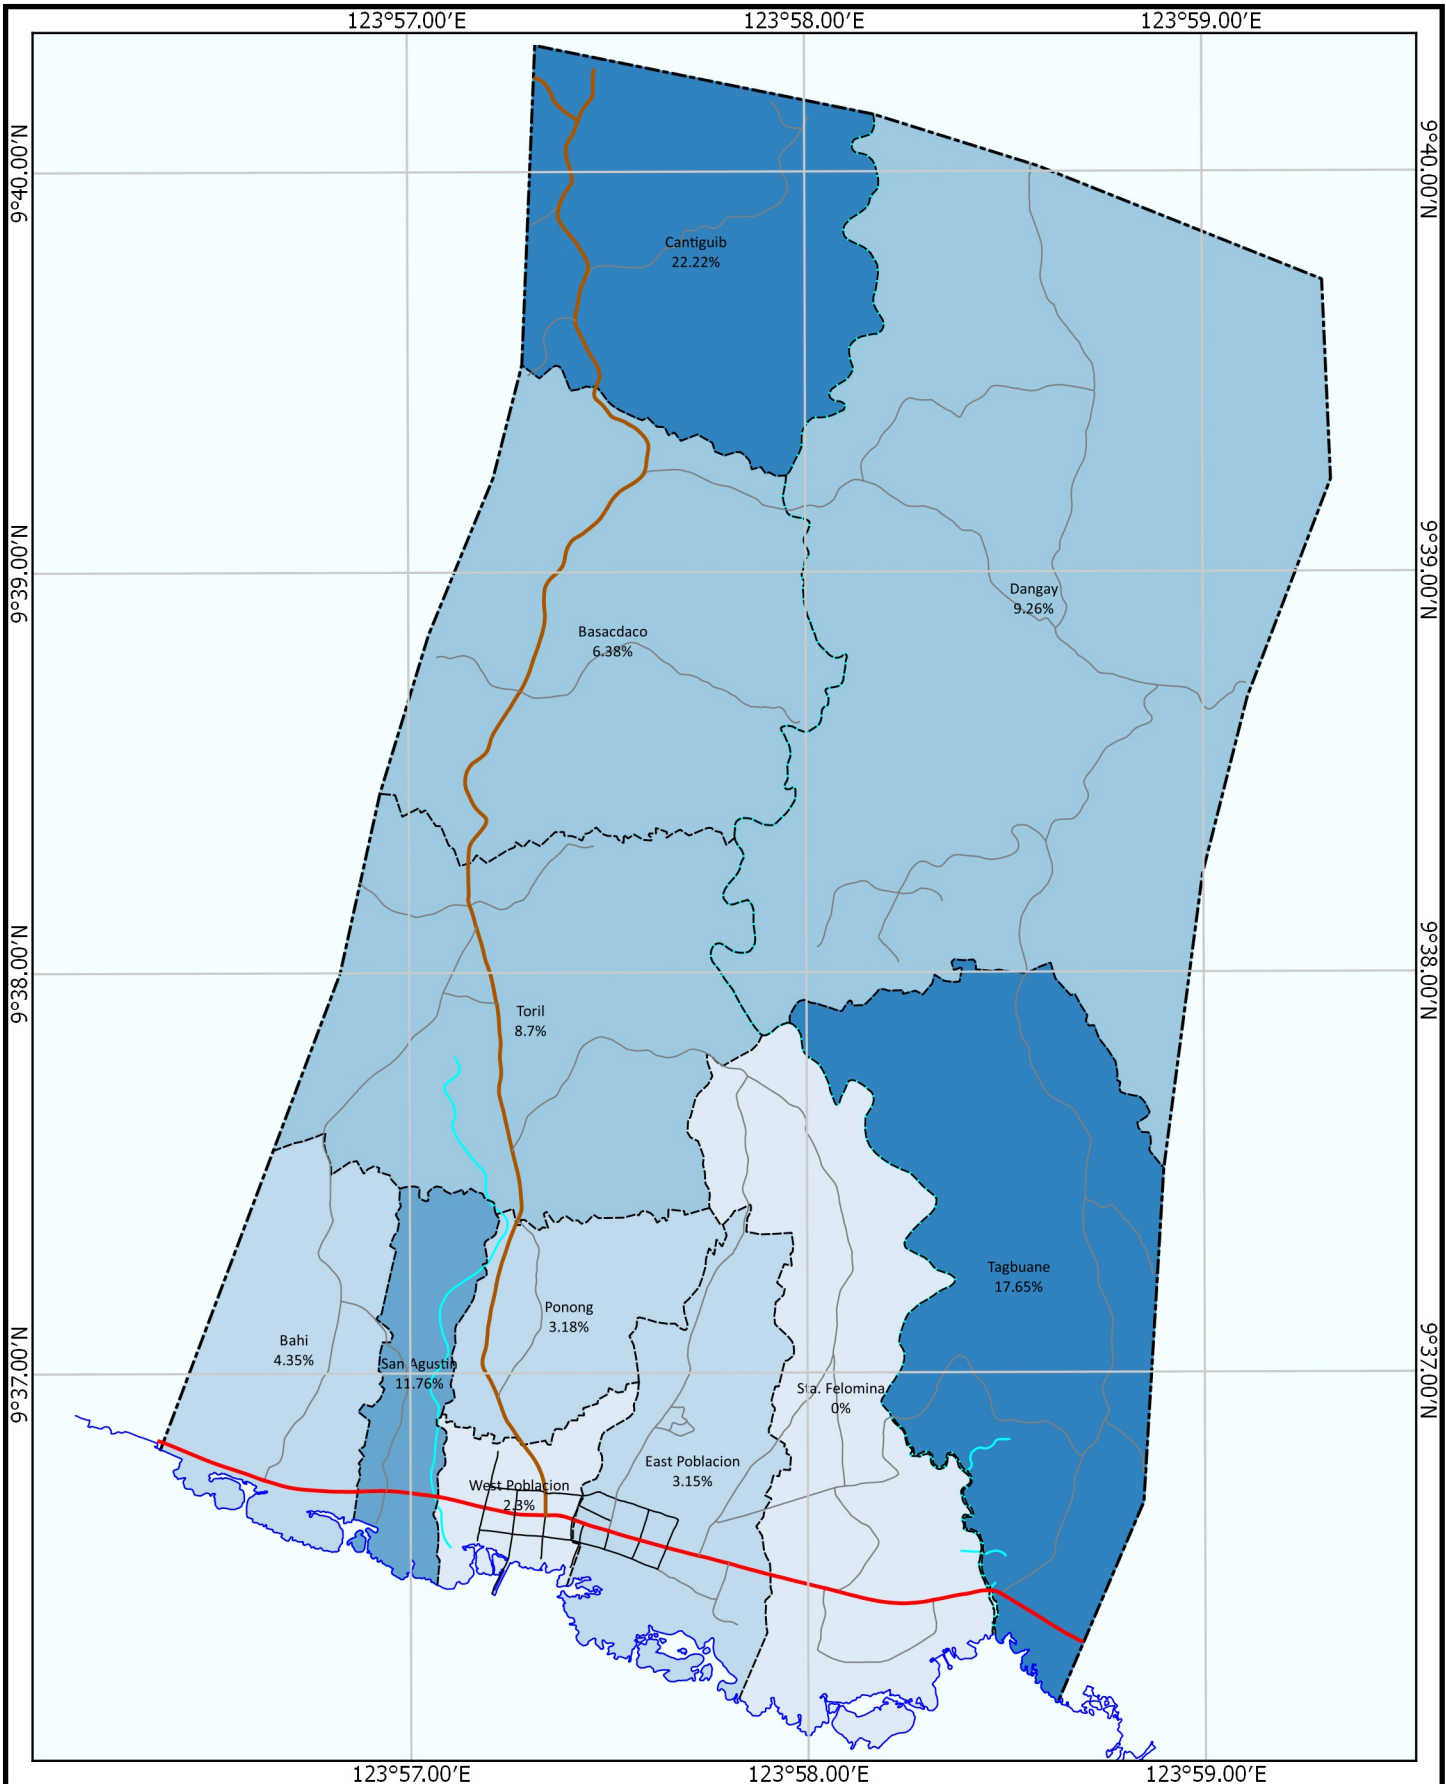 123°57.00′E
123°58.00′E
123°59.00′E
9°40.00′N
9°40.00′N
Cantiguib
22.22%
9°39.00′N
9°39.00′N
Dangay
9.26%
Basacdaco
6.38%
9°38.00′N
9°38.00′N
Toril
8.7%
Tagbuane
17.65%
Ponong
3.18%
Bahi
4.35%
San Agustin
11.76%
9°37.00′N
9°37.00′N
Sta. Felomina
0%
East Poblacion
3.15%
West Poblacion
2.3%
123°57.00′E
123°58.00′E
123°59.00′E